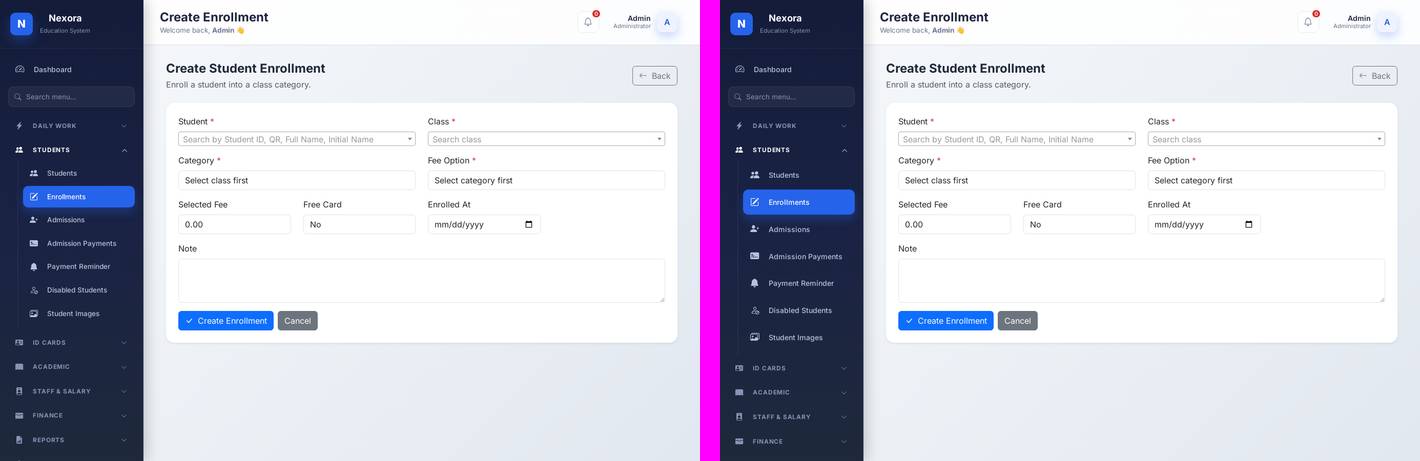 N
Nexora
Education System
Dashboard
Search menu...
DAILY WORK
STUDENTS
Students
Enrollments
Admissions
Admission Payments
Payment Reminder
Disabled Students
Student Images
ID CARDS
ACADEMIC
STAFF & SALARY
FINANCE
REPORTS
Create Enrollment
Welcome back, Admin 👋
0
Admin
Administrator
A
Create Student Enrollment
Enroll a student into a class category.
← Back
Student *
Search by Student ID, QR, Full Name, Initial Name
Class *
Search class
Category *
Select class first
Fee Option *
Select category first
Selected Fee
0.00
Free Card
No
Enrolled At
mm/dd/yyyy
Note
Create Enrollment
Cancel
N
Nexora
Education System
Dashboard
Search menu...
DAILY WORK
STUDENTS
Students
Enrollments
Admissions
Admission Payments
Payment Reminder
Disabled Students
Student Images
ID CARDS
ACADEMIC
STAFF & SALARY
FINANCE
Create Enrollment
Welcome back, Admin 👋
0
Admin
Administrator
A
Create Student Enrollment
Enroll a student into a class category.
← Back
Student *
Search by Student ID, QR, Full Name, Initial Name
Class *
Search class
Category *
Select class first
Fee Option *
Select category first
Selected Fee
0.00
Free Card
No
Enrolled At
mm/dd/yyyy
Note
Create Enrollment
Cancel